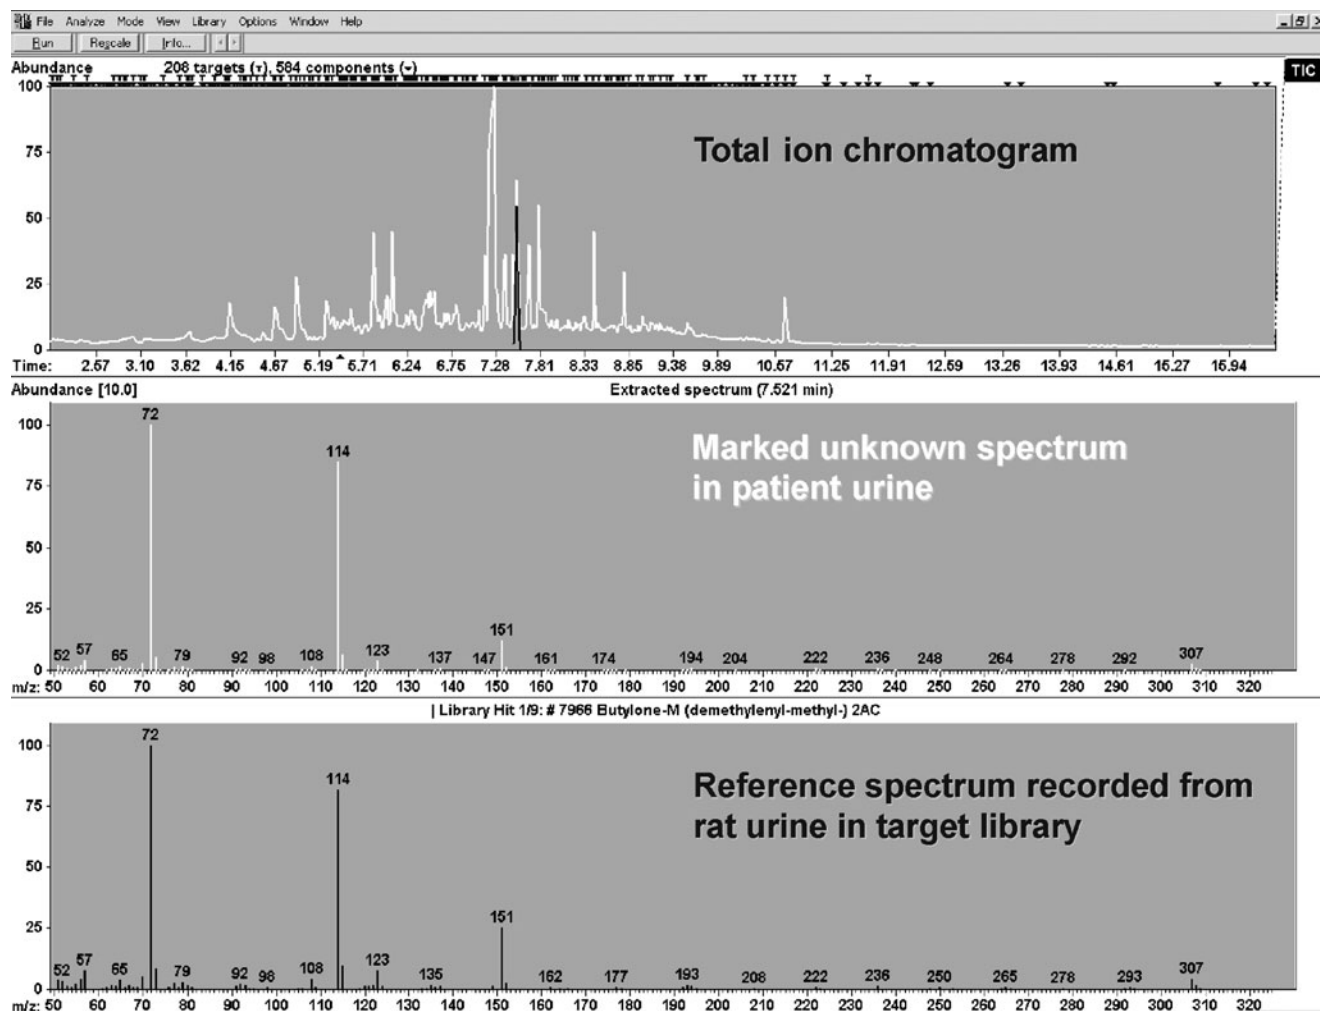 File Analyze Mode View Library Options Window Help
Run Rescale Info...
Abundance 208 targets (T), 584 components
TIC
100
Total ion chromatogram
75
50
25
0
Time: 2.57 3.10 3.62 4.15 4.67 5.19 5.71 6.24 6.76 7.28 7.81 8.33 8.85 9.38 9.89 10.67 11.25 11.91 12.59 13.26 13.93 14.61 15.27 15.94
Abundance [10.0] Extracted spectrum (7.521 min)
72
100
114
Marked unknown spectrum
in patient urine
75
50
25
151
52 57 65 79 92 98 108 123 137 147 161 174 194 204 222 236 248 264 278 292 307
0
m/z: 50 60 70 80 90 100 110 120 130 140 150 160 170 180 190 200 210 220 230 240 250 260 270 280 290 300 310 320
| Library Hit 1/9: # 7966 Butylone-M (demethylenyl-methyl-) 2AC
72
100
114
Reference spectrum recorded from
rat urine in target library
75
50
25
151
52 57 65 79 92 98 108 123 135 162 177 193 208 222 236 250 265 278 293 307
0
m/z: 50 60 70 80 90 100 110 120 130 140 150 160 170 180 190 200 210 220 230 240 250 260 270 280 290 300 310 320